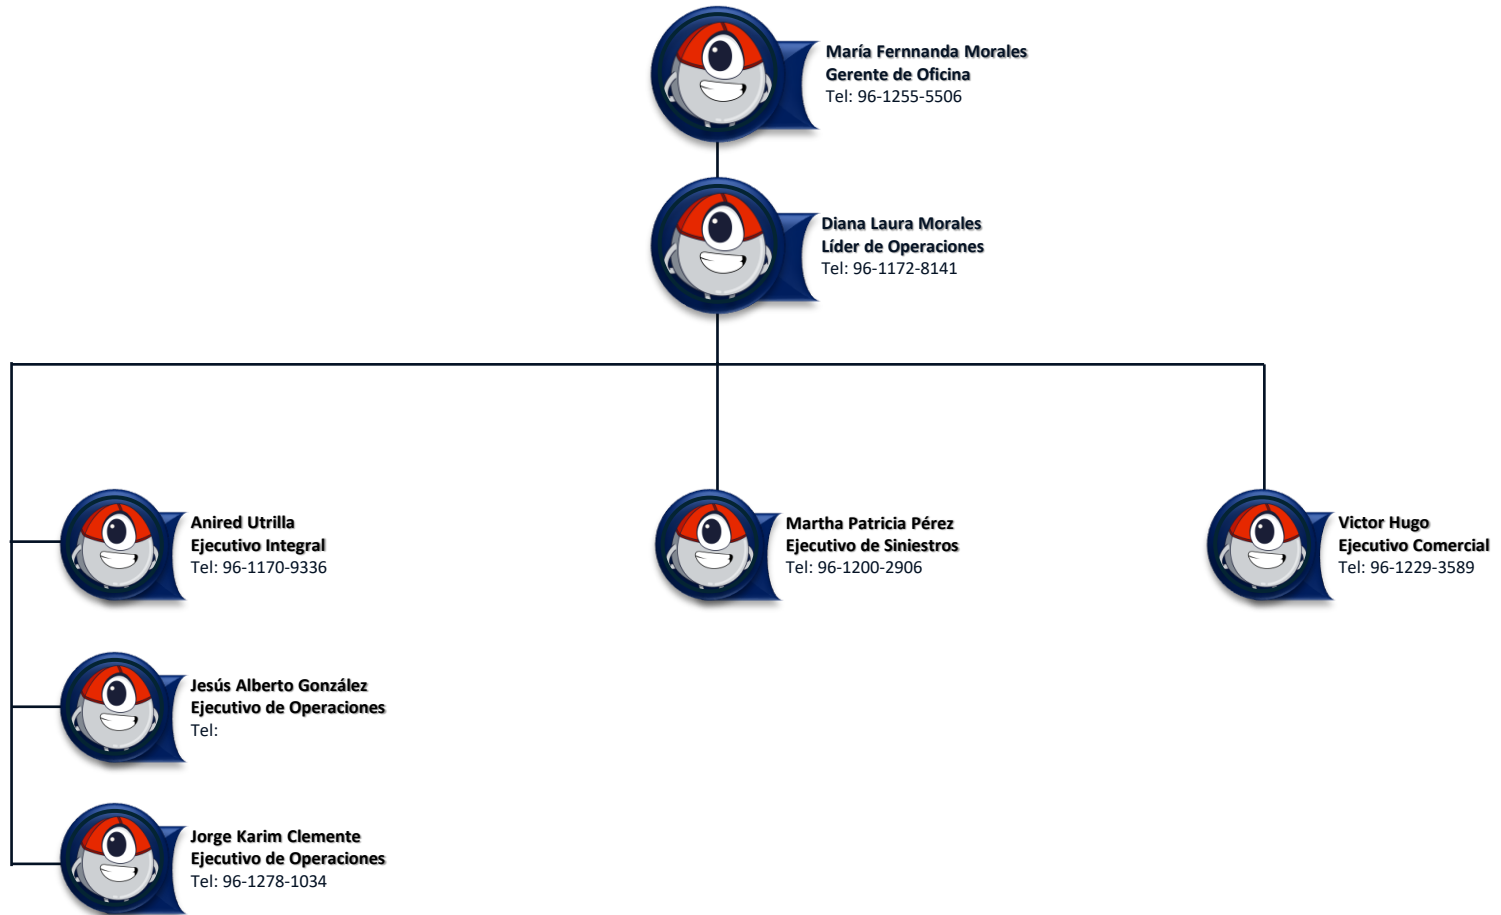 María Fernnanda Morales
Gerente de Oficina
Tel: 96-1255-5506
Diana Laura Morales
Líder de Operaciones
Tel: 96-1172-8141
Anired Utrilla
Ejecutivo Integral
Tel: 96-1170-9336
Martha Patricia Pérez
Ejecutivo de Siniestros
Tel: 96-1200-2906
Victor Hugo
Ejecutivo Comercial
Tel: 96-1229-3589
Jesús Alberto González
Ejecutivo de Operaciones
Tel:
Jorge Karim Clemente
Ejecutivo de Operaciones
Tel: 96-1278-1034